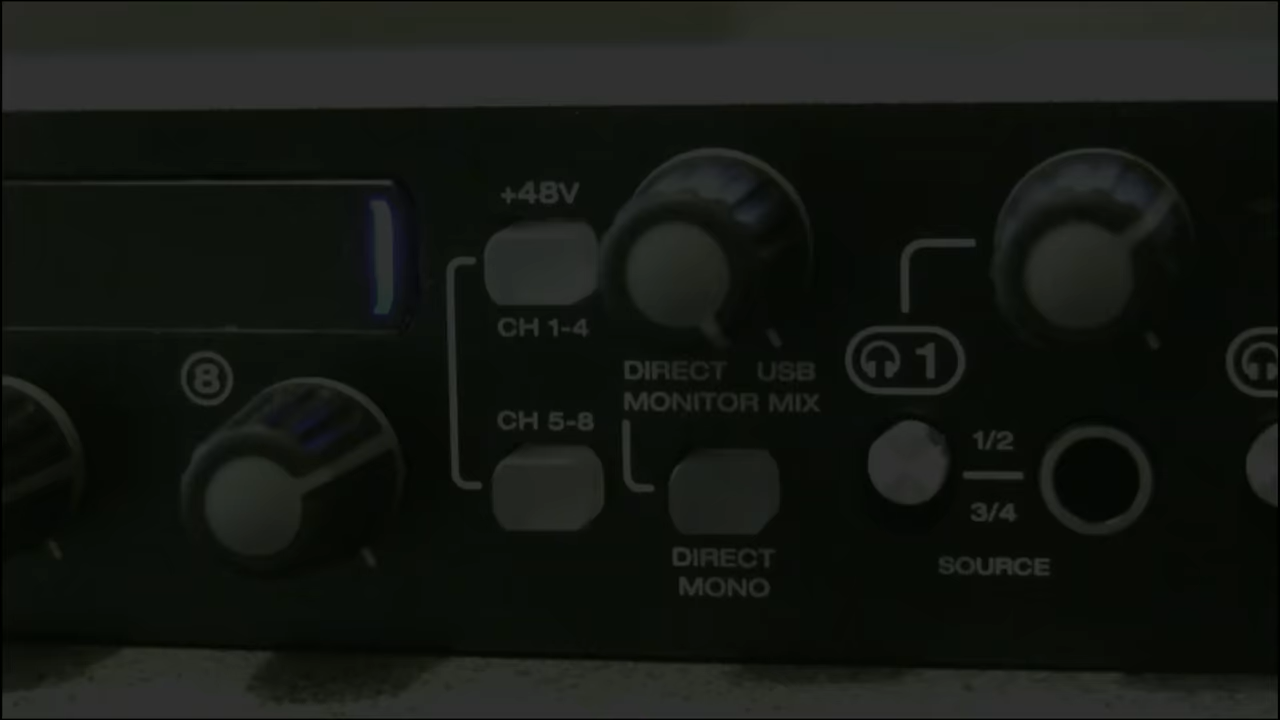 +48V
CH 1-4
8
DIRECT USB
MONITOR MIX
1
CH 5-8
1/2
3/4
DIRECT
MONO
SOURCE